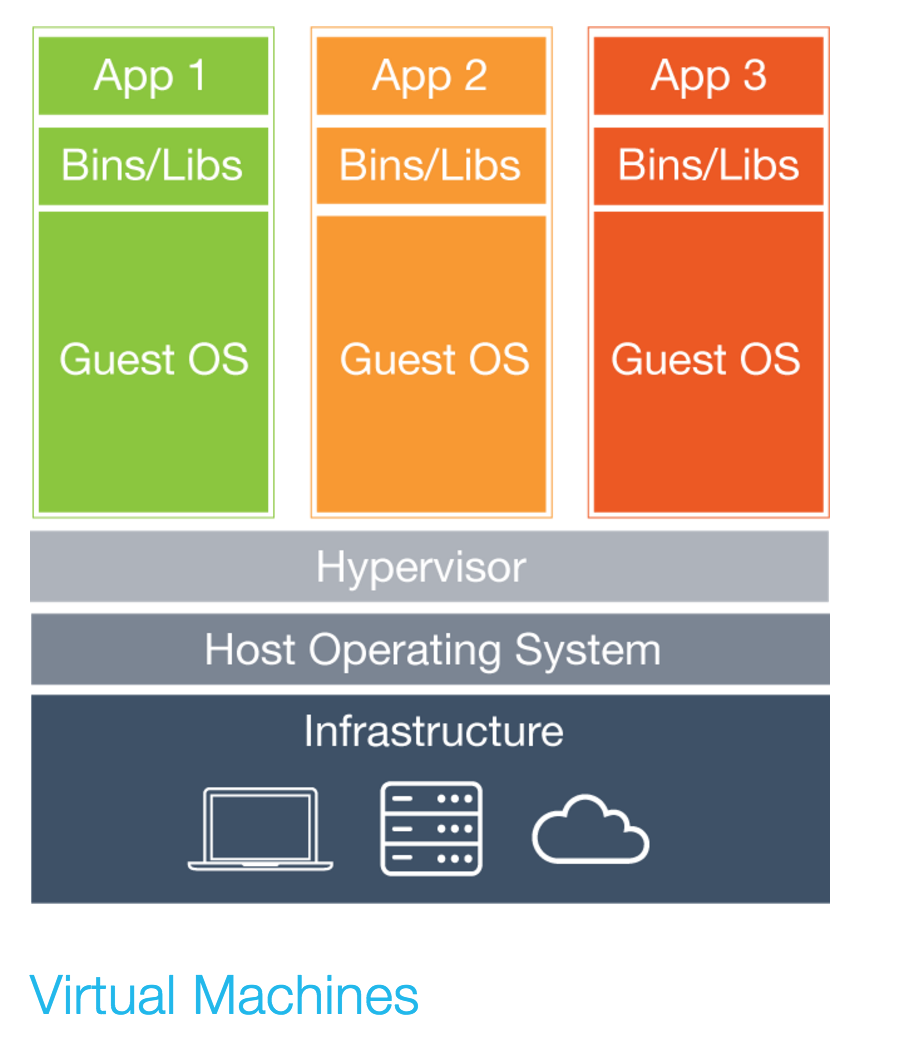 App 1
App 2
App 3
Bins/Libs
Bins/Libs
Bins/Libs
Guest OS
Guest OS
Guest OS
Hypervisor
Host Operating System
Infrastructure
Virtual Machines